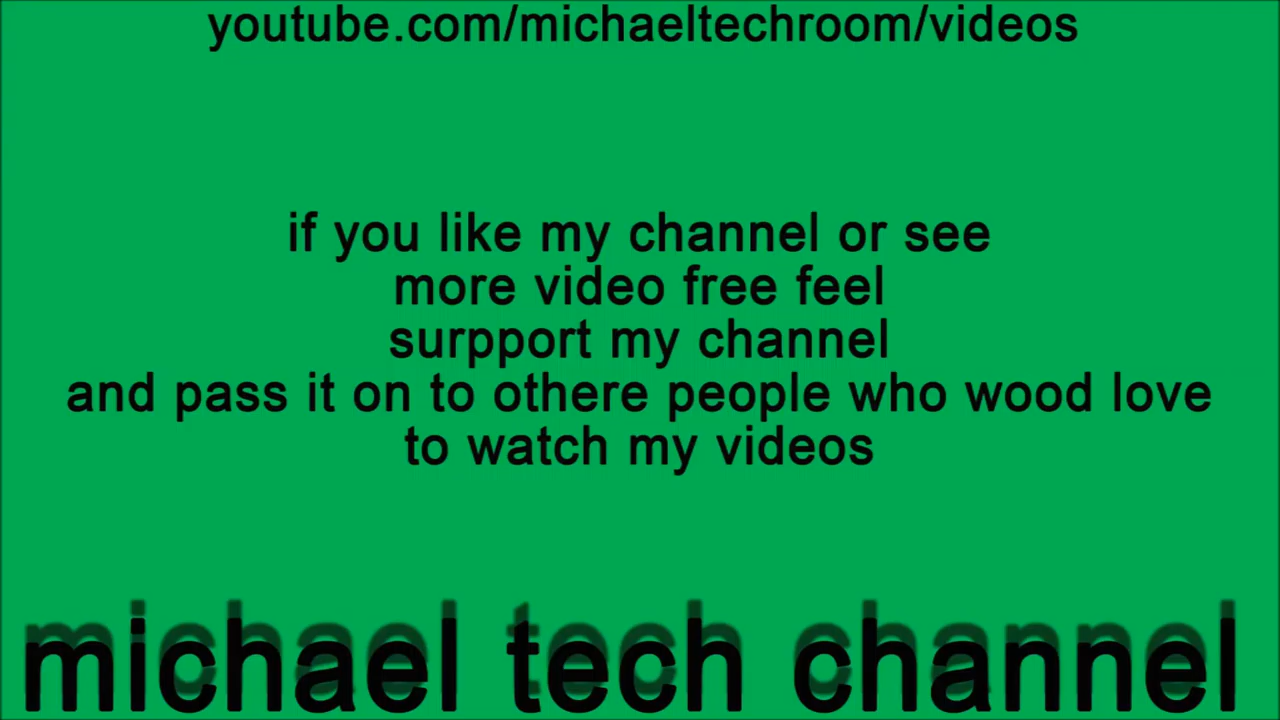 youtube.com/michaeltechroom/videos
if you like my channel or see
more video free feel
surpport my channel
and pass it on to othere people who wood love
to watch my videos
michael tech channel